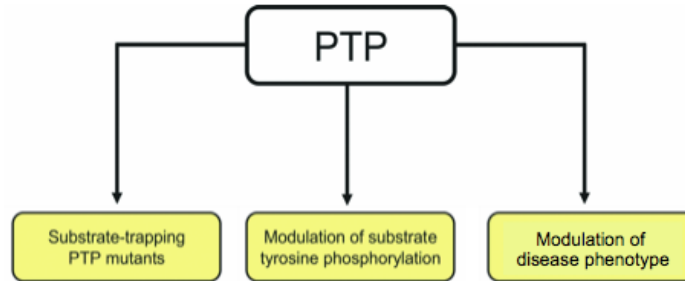 PTP
Substrate-trapping
PTP mutants
Modulation of substrate
tyrosine phosphorylation
Modulation of
disease phenotype